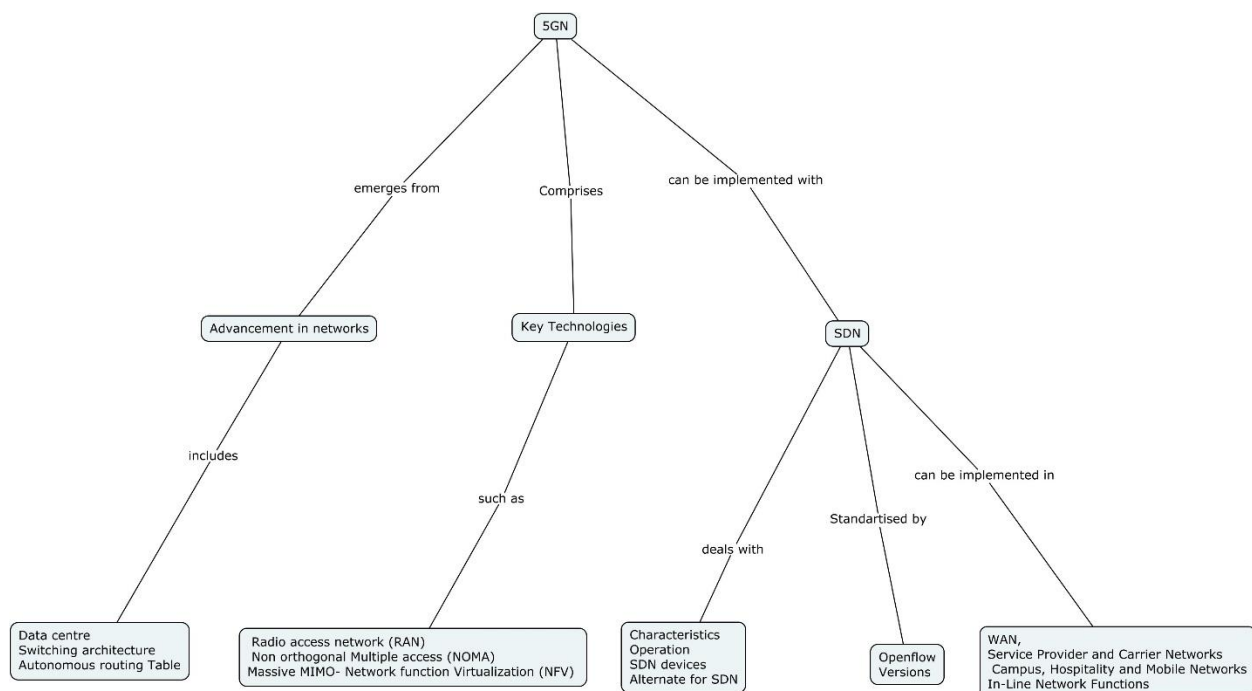 5GN
emerges from
Comprises
can be implemented with
Advancement in networks
Key Technologies
SDN
includes
such as
deals with
Standartised by
can be implemented in
Data centre
Switching architecture
Autonomous routing Table
Radio access network (RAN)
Non orthogonal Multiple access (NOMA)
Massive MIMO- Network function Virtualization (NFV)
Characteristics
Operation
SDN devices
Alternate for SDN
Openflow
Versions
WAN,
Service Provider and Carrier Networks
Campus, Hospitality and Mobile Networks
In-Line Network Functions